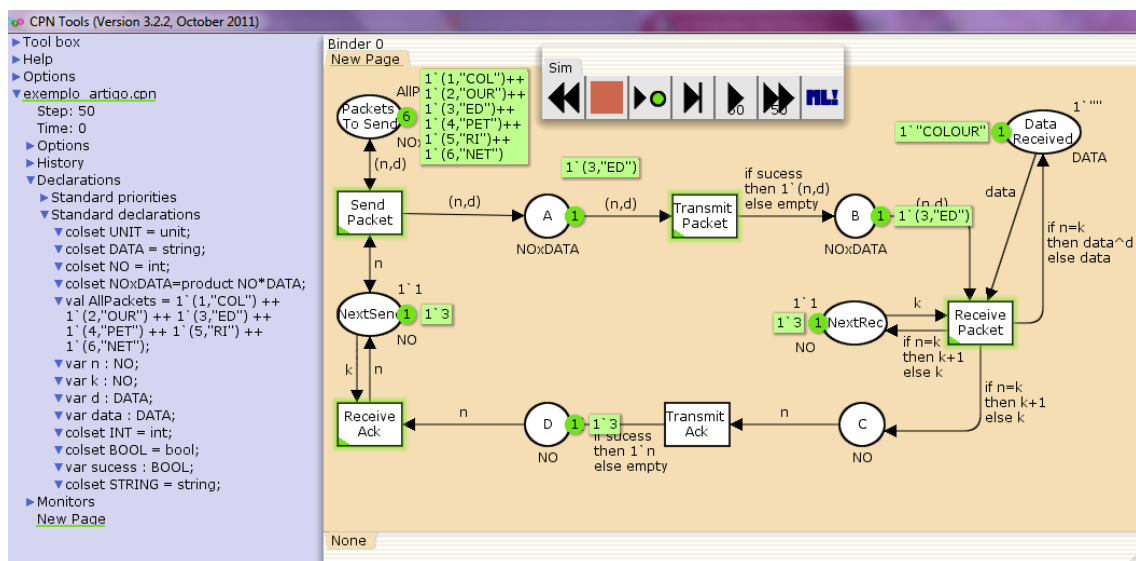 CPN Tools (Version 3.2.2, October 2011)
Tool box
Help
Options
exemplo_artigo.cpn
Step: 50
Time: 0
Options
History
Declarations
Standard priorities
Standard declarations
colset UNIT = unit;
colset DATA = string;
colset NO = int;
colset NOxDATA=product NO*DATA;
val AllPackets = 1`(1,"COL") ++
1`(2,"OUR") ++ 1`(3,"ED") ++
1`(4,"PET") ++ 1`(5,"RI") ++
1`(6,"NET");
var n : NO;
var k : NO;
var d : DATA;
var data : DATA;
colset INT = int;
colset BOOL = bool;
var sucess : BOOL;
colset STRING = string;
Monitors
New Page
Binder 0
New Page
Sim
ML!
AllP
1`(1,"COL")++
1`(2,"OUR")++
1`(3,"ED")++
1`(4,"PET")++
1`(5,"RI")++
1`(6,"NET")
Packets
To Send
6
NOx
(n,d)
Send
Packet
(n,d)
1`(3,"ED")
A
1
NOxDATA
(n,d)
Transmit
Packet
if sucess
then 1`(n,d)
else empty
B
1
1`(3,"ED")
(n,d)
NOxDATA
1`""
1`"COLOUR"
1
Data
Received
DATA
data
if n=k
then data^d
else data
n
1`1
NextSend
1
1`3
NO
k
n
Receive
Ack
n
D
1
1`3
NO
if sucess
then 1`n
else empty
Transmit
Ack
n
C
NO
1`1
1`3
1
NextRec
NO
k
if n=k
then k+1
else k
Receive
Packet
if n=k
then k+1
else k
None